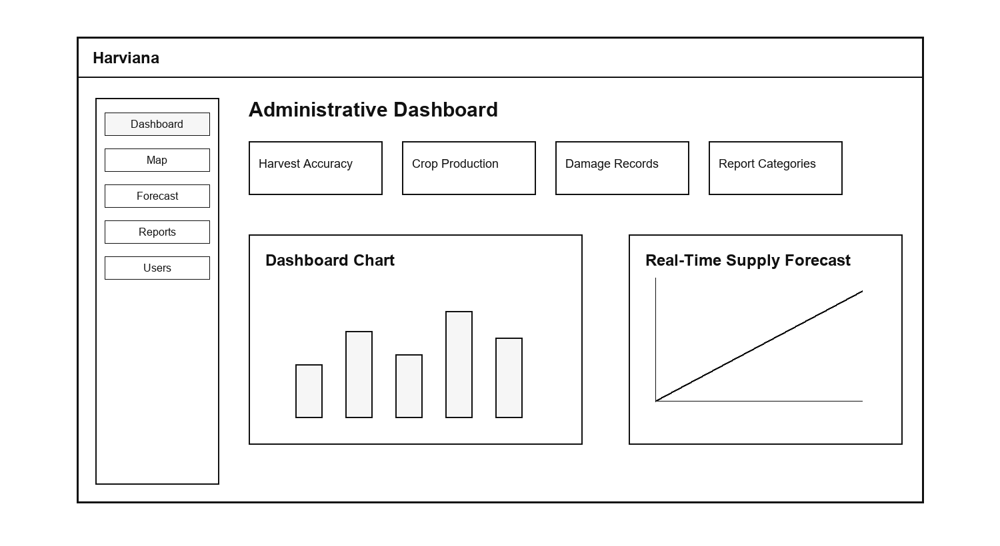 Harviana
Dashboard
Map
Forecast
Reports
Users
Administrative Dashboard
Harvest Accuracy
Crop Production
Damage Records
Report Categories
Dashboard Chart
Real-Time Supply Forecast